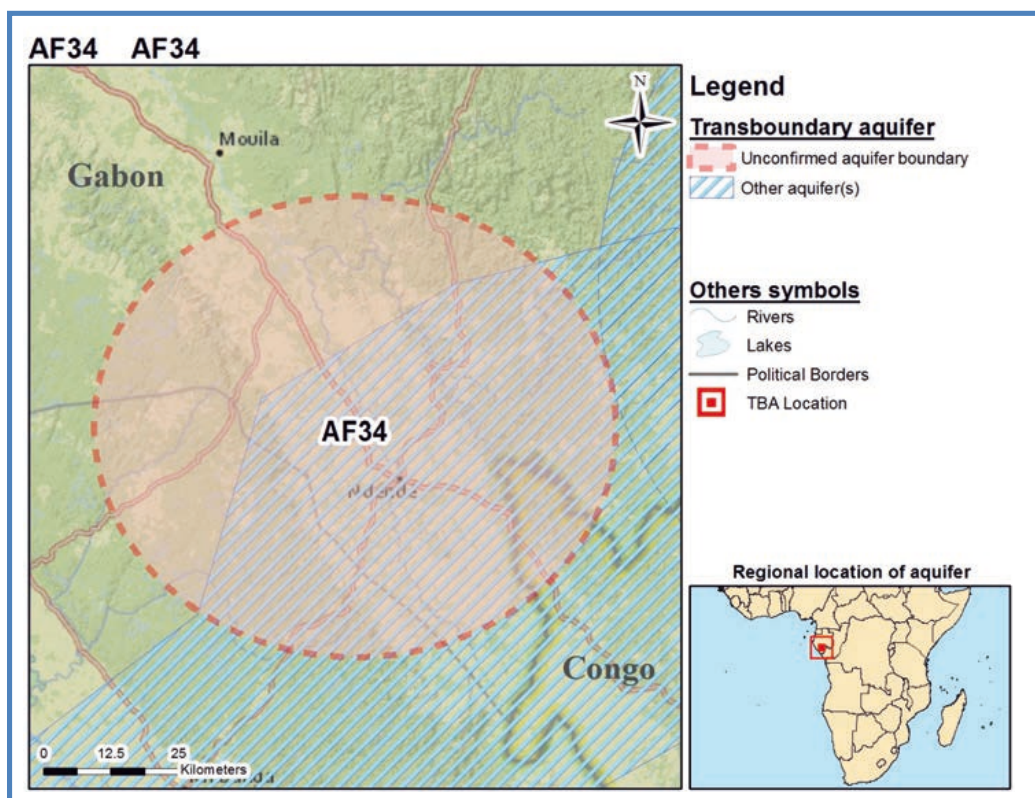 AF34 AF34
N
Mouila
Gabon
AF34
Ndende
Congo
0 12.5 25
Kilometers
Legend
Transboundary aquifer
Unconfirmed aquifer boundary
Other aquifer(s)
Others symbols
Rivers
Lakes
Political Borders
TBA Location
Regional location of aquifer